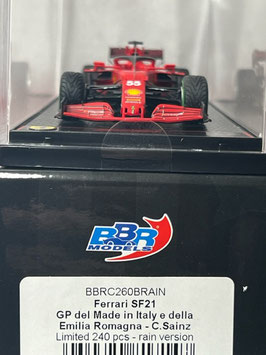 55
BBR
MODELS
BBRC260BRAIN
Ferrari SF21
GP del Made in Italy e della
Emilia Romagna - C.Sainz
Limited 240 pcs - rain version